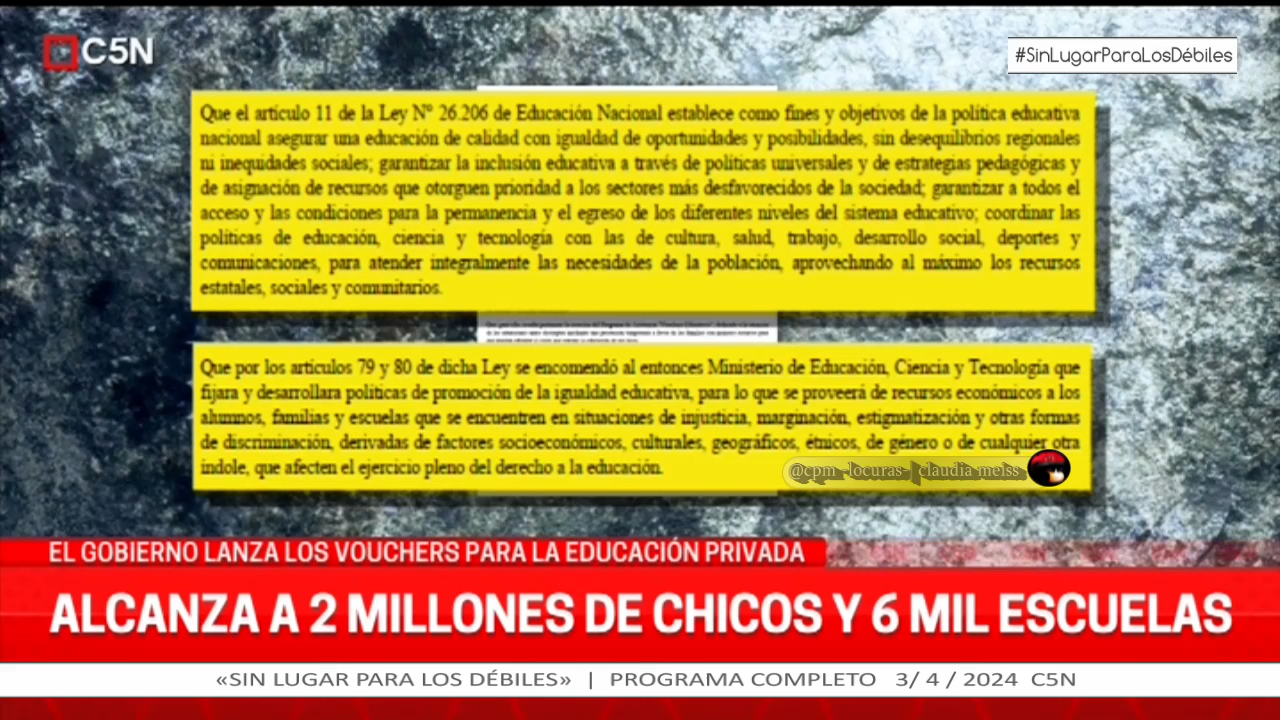 C5N
#SinLugarParaLosDébiles
Que el artículo 11 de la Ley Nº 26.206 de Educación Nacional establece como fines y objetivos de la política educativa
nacional asegurar una educación de calidad con igualdad de oportunidades y posibilidades, sin desequilibrios regionales
ni inequidades sociales; garantizar la inclusión educativa a través de políticas universales y de estrategias pedagógicas y
de asignación de recursos que otorguen prioridad a los sectores más desfavorecidos de la sociedad; garantizar a todos el
acceso y las condiciones para la permanencia y el egreso de los diferentes niveles del sistema educativo; coordinar las
políticas de educación, ciencia y tecnología con las de cultura, salud, trabajo, desarrollo social, deportes y
comunicaciones, para atender integralmente las necesidades de la población, aprovechando al máximo los recursos
estatales, sociales y comunitarios.
Que por los artículos 79 y 80 de dicha Ley se encomendó al entonces Ministerio de Educación, Ciencia y Tecnología que
fijara y desarrollara políticas de promoción de la igualdad educativa, para lo que se proveerá de recursos económicos a los
alumnos, familias y escuelas que se encuentren en situaciones de injusticia, marginación, estigmatización y otras formas
de discriminación, derivadas de factores socioeconómicos, culturales, geográficos, étnicos, de género o de cualquier otra
índole, que afecten el ejercicio pleno del derecho a la educación.
@cpm_-locuras-|claudia meiss
EL GOBIERNO LANZA LOS VOUCHERS PARA LA EDUCACIÓN PRIVADA
ALCANZA A 2 MILLONES DE CHICOS Y 6 MIL ESCUELAS
«SIN LUGAR PARA LOS DÉBILES» | PROGRAMA COMPLETO 3/ 4 / 2024 C5N